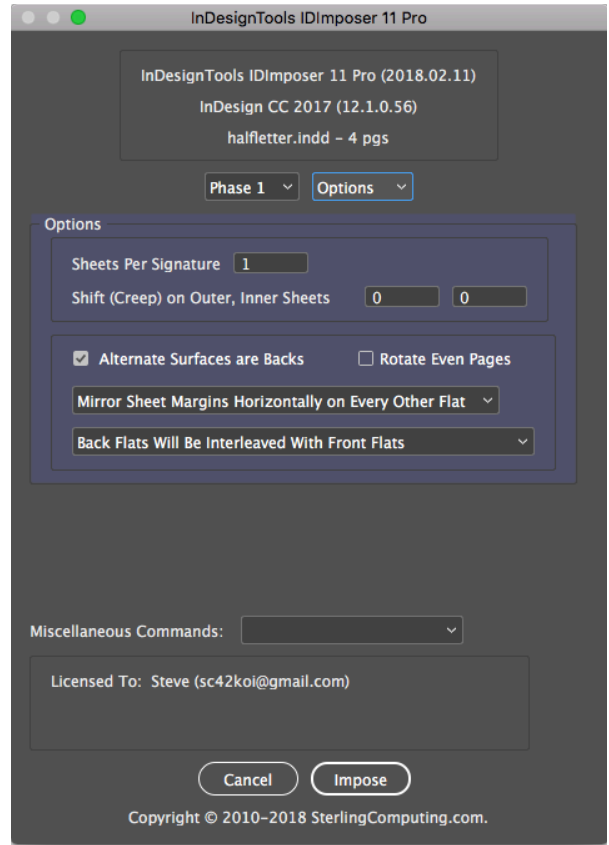 InDesignTools IDImposer 11 Pro
InDesignTools IDImposer 11 Pro (2018.02.11)
InDesign CC 2017 (12.1.0.56)
halfletter.indd – 4 pgs
Phase 1 Options
Options
Sheets Per Signature 1
Shift (Creep) on Outer, Inner Sheets 0 0
Alternate Surfaces are Backs Rotate Even Pages
Mirror Sheet Margins Horizontally on Every Other Flat
Back Flats Will Be Interleaved With Front Flats
Miscellaneous Commands:
Licensed To: Steve (sc42koi@gmail.com)
Cancel Impose
Copyright © 2010–2018 SterlingComputing.com.